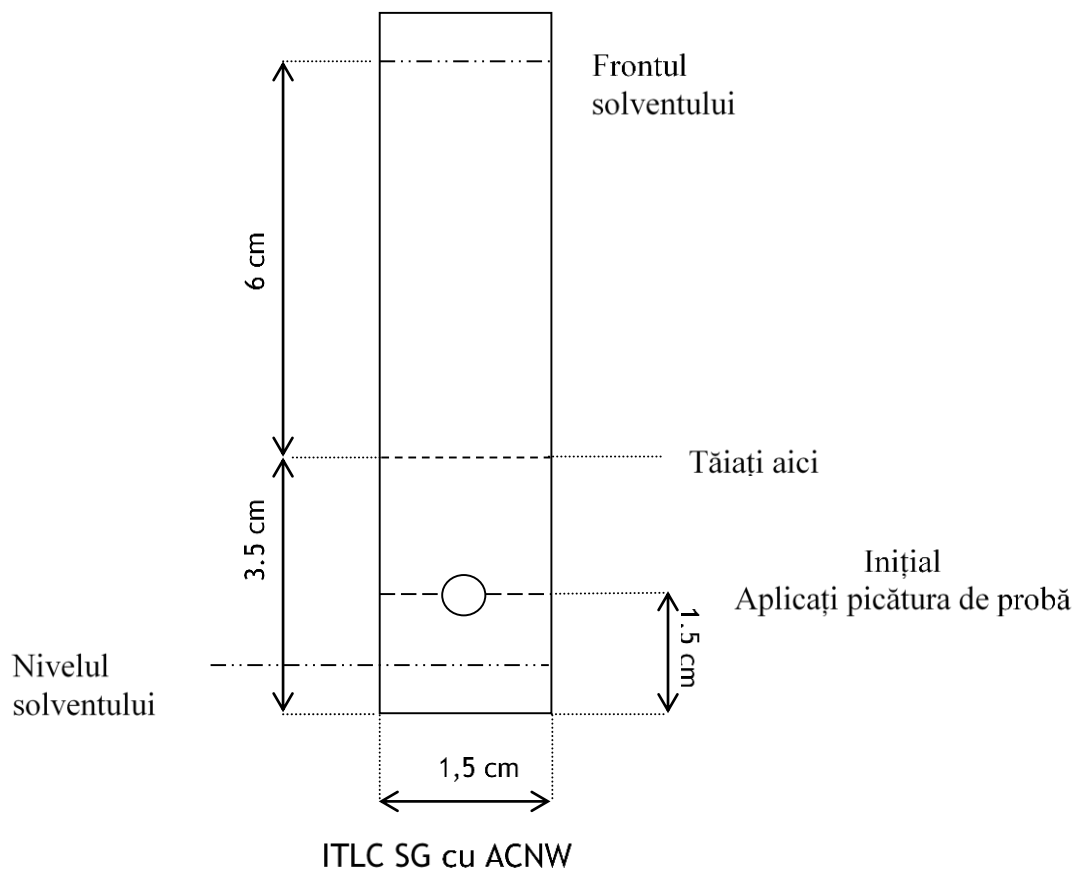 Frontul
solventului
6 cm
Tăiați aici
3.5 cm
Inițial
Aplicați picătura de probă
1.5 cm
Nivelul
solventului
1,5 cm
ITLC SG cu ACNW